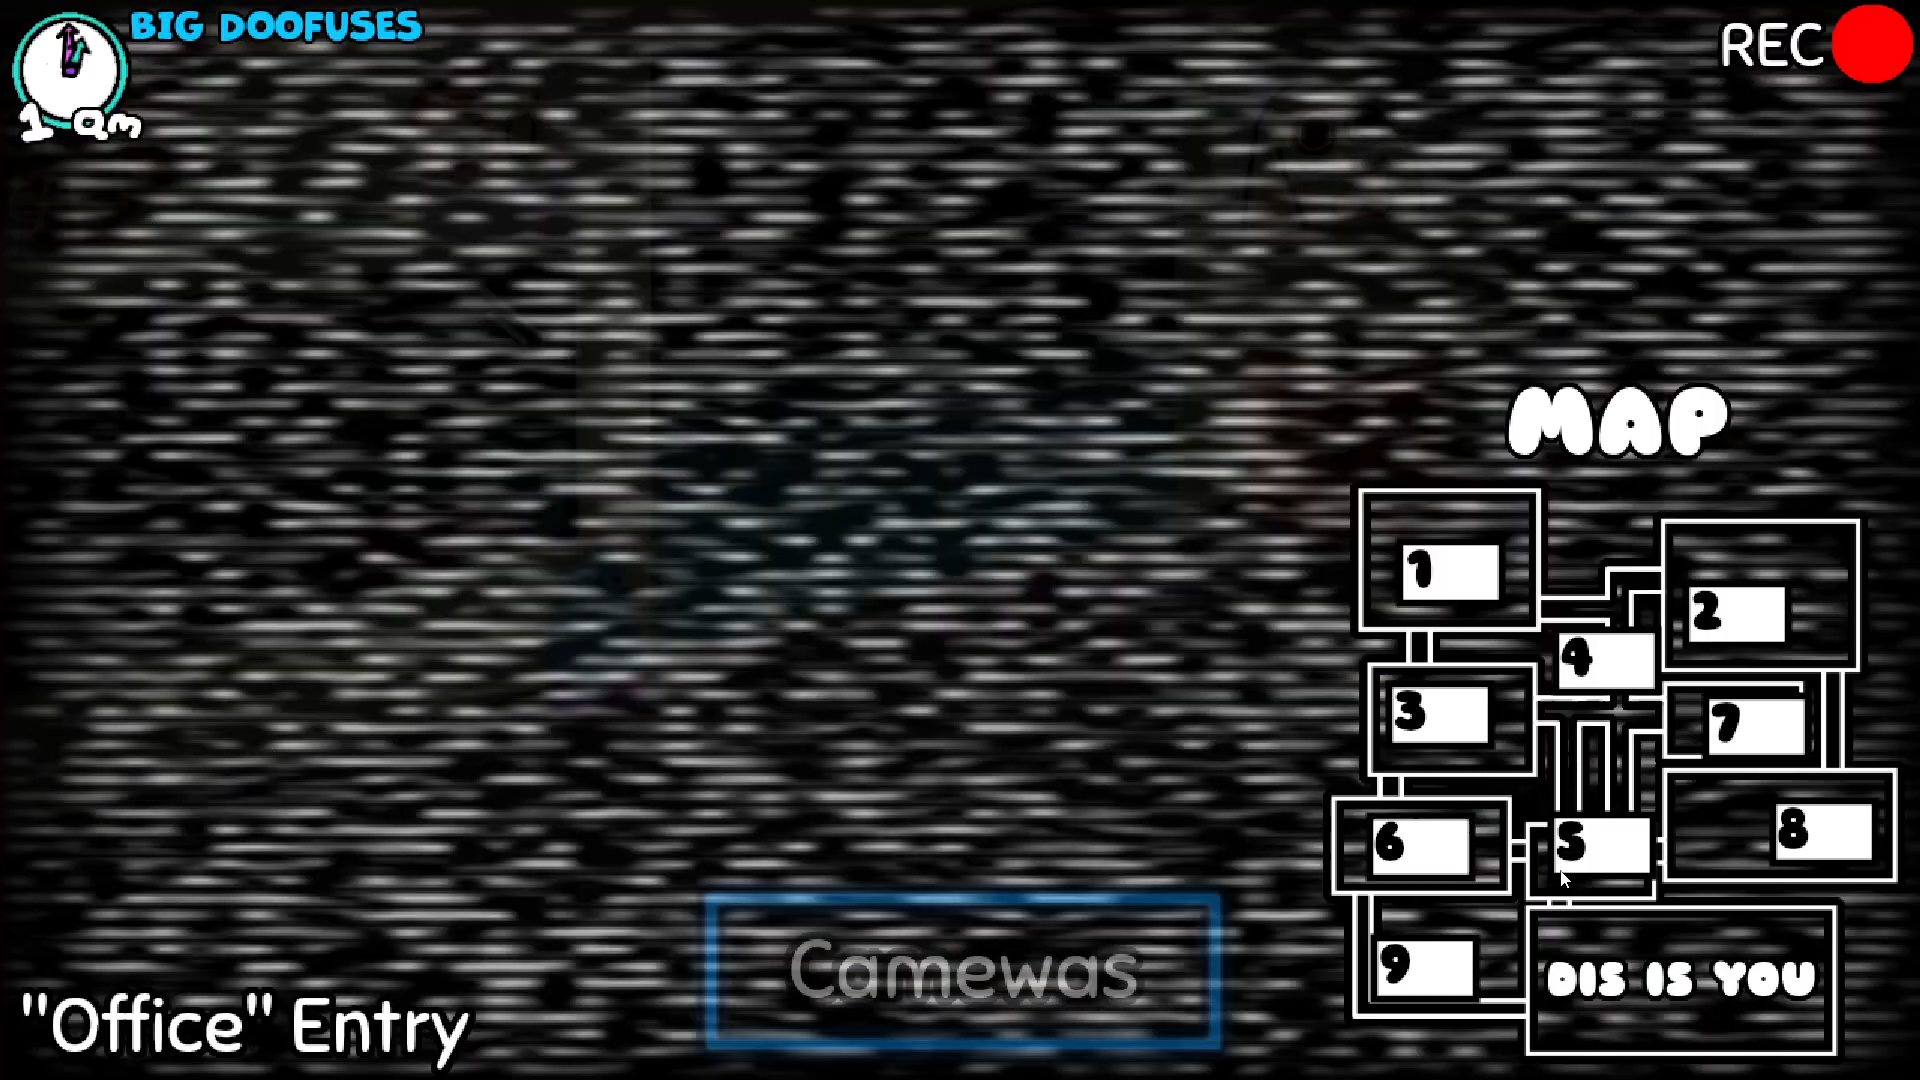 BIG DOOFUSES
1 am
REC
MAP
1
2
4
3
7
6
5
8
9
DIS IS YOU
Camewas
"Office" Entry